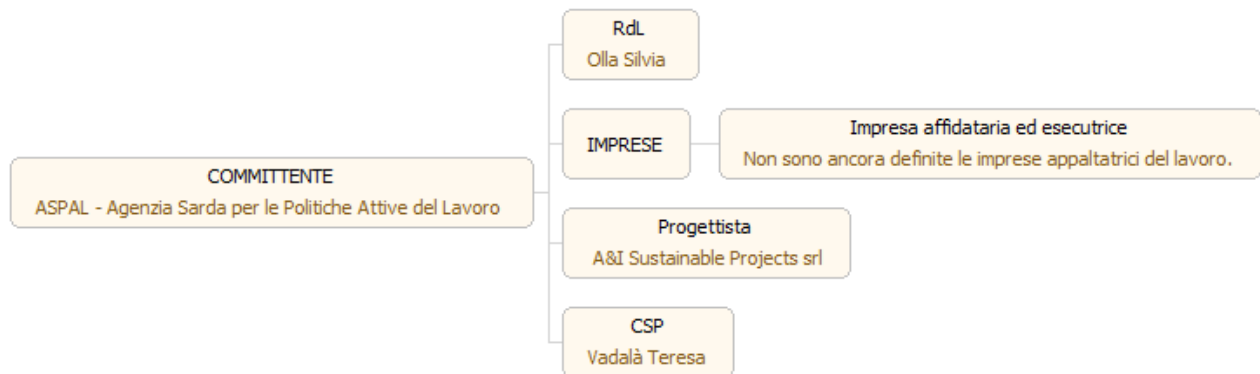 COMMITTENTE
ASPAL - Agenzia Sarda per le Politiche Attive del Lavoro
RdL
Olla Silvia
IMPRESE
Impresa affidataria ed esecutrice
Non sono ancora definite le imprese appaltatrici del lavoro.
Progettista
A&I Sustainable Projects srl
CSP
Vadalà Teresa